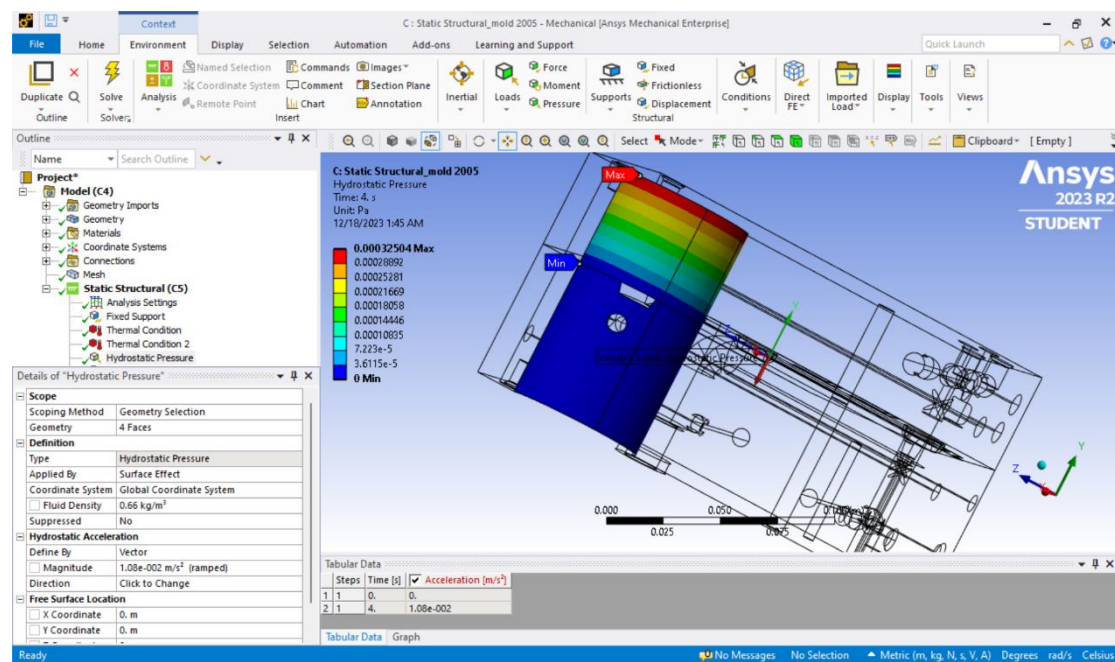 Context
C : Static Structural_mold 2005 - Mechanical [Ansys Mechanical Enterprise]
File Home Environment Display Selection Automation Add-ons Learning and Support Quick Launch
Duplicate Q Solve Analysis Named Selection Coordinate System Remote Point Commands Comment Chart Images Section Plane Annotation Inertial Loads Force Moment Pressure Supports Fixed Frictionless Displacement Conditions Direct FE Imported Load Display Tools Views
Outline Solvers Insert Structural
Outline
Name Search Outline
Select Mode Clipboard [Empty]
Project*
Model (C4)
Geometry Imports
Geometry
Materials
Coordinate Systems
Connections
Mesh
Static Structural (C5)
Analysis Settings
Fixed Support
Thermal Condition
Thermal Condition 2
Hydrostatic Pressure
C: Static Structural_mold 2005
Hydrostatic Pressure
Time: 4. s
Unit: Pa
12/18/2023 1:45 AM
0.00032504 Max
0.00028892
0.00025281
0.00021669
0.00018058
0.00014446
0.00010835
7.223e-5
3.6115e-5
0 Min
Max
Min
Ansys
2023 R2
STUDENT
Y
Z
0.000 0.050 0.100
0.025 0.075
Y
Z
X
Details of "Hydrostatic Pressure"
Scope
Scoping Method Geometry Selection
Geometry 4 Faces
Definition
Type Hydrostatic Pressure
Applied By Surface Effect
Coordinate System Global Coordinate System
Fluid Density 0.66 kg/m³
Suppressed No
Hydrostatic Acceleration
Define By Vector
Magnitude 1.08e-002 m/s² (ramped)
Direction Click to Change
Free Surface Location
X Coordinate 0. m
Y Coordinate 0. m
Tabular Data
Steps Time [s] Acceleration [m/s²]
1 1 0. 0.
2 1 4. 1.08e-002
Tabular Data Graph
Ready No Messages No Selection Metric (m, kg, N, s, V, A) Degrees rad/s Celsius